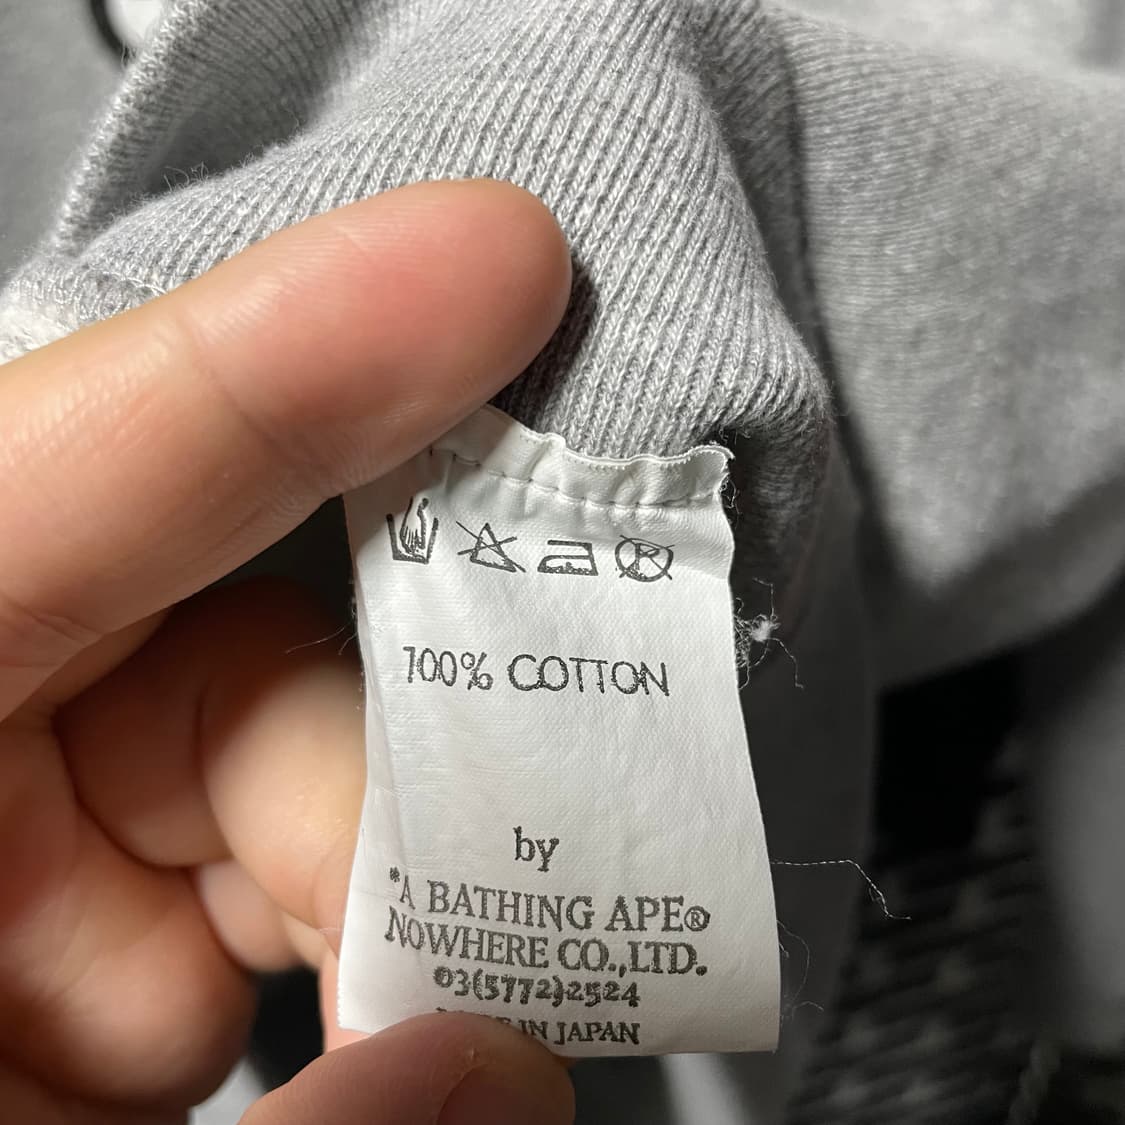 100% COTTON
by
*A BATHING APE®
NOWHERE CO.,LTD.
03(5772)2524
IN JAPAN